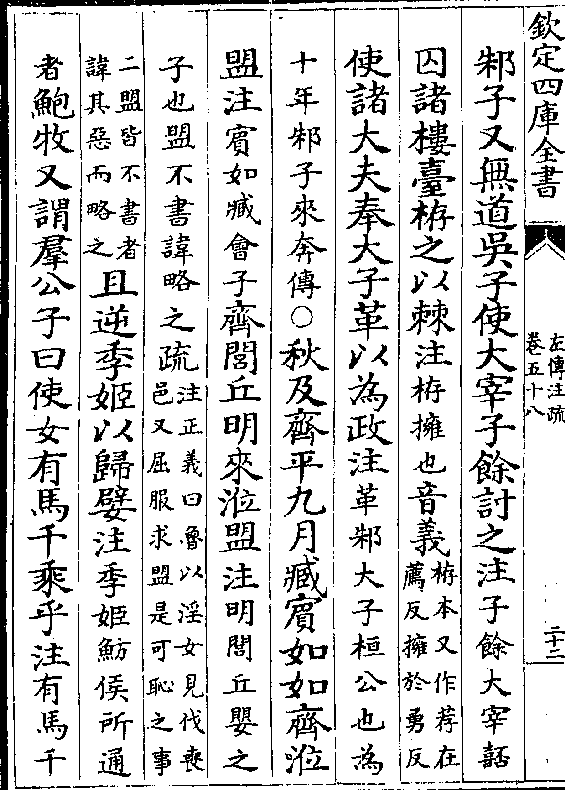 欽定四庫全書
左傳注疏
卷五十八
二十二
邾子又無道吳子使大宰子餘討之注子餘大宰嚭
囚諸樓臺栫之以棘注栫擁也音義栫本又作荐在
薦反擁於勇反
使諸大夫奉大子革以為政注革邾大子桓公也為
十年邾子來奔傳○秋及齊平九月臧賓如如齊涖
盟注賓如臧會子齊閭丘明來涖盟注明閭丘嬰之
子也盟不書諱略之疏注正義曰魯以淫女見伐喪
邑又屈服求盟是可恥之事
二盟皆不書者
諱其惡而略之且逆季姬以歸嬖注季姬魴侯所通
者鮑牧又謂羣公子曰使女有馬千乘乎注有馬千